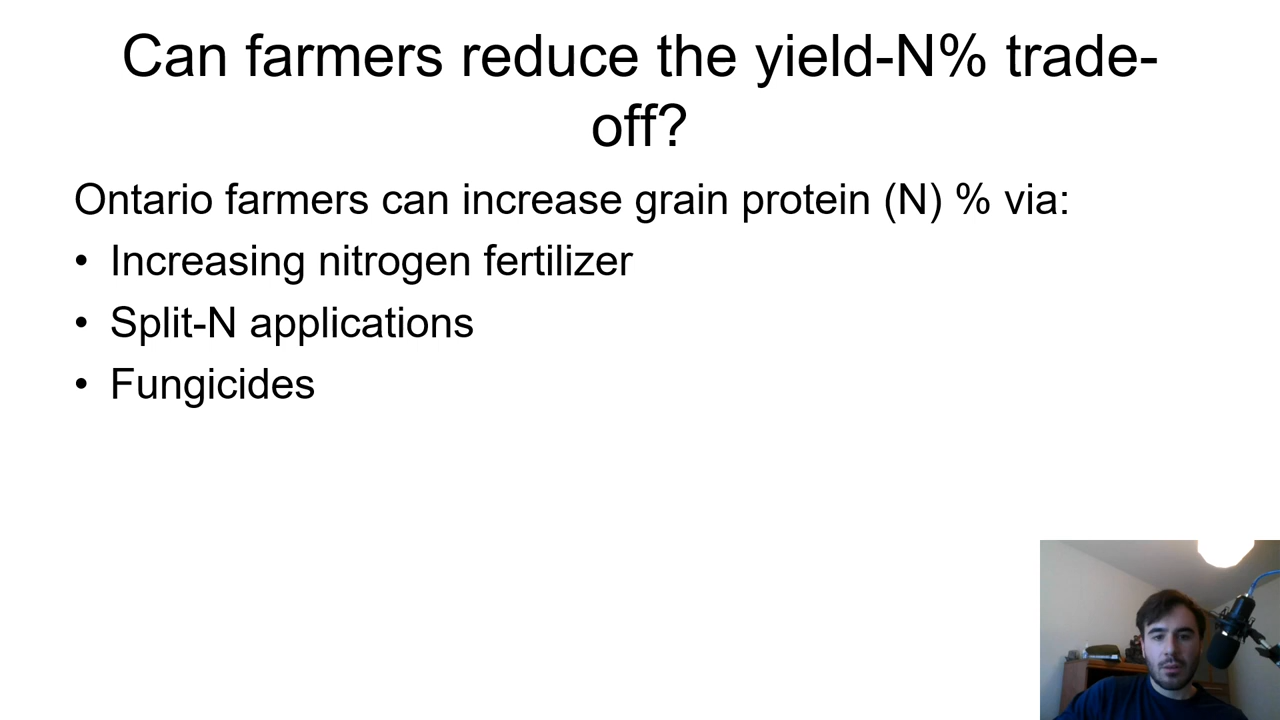 Can farmers reduce the yield-N% trade-
off?
Ontario farmers can increase grain protein (N) % via:
• Increasing nitrogen fertilizer
• Split-N applications
• Fungicides